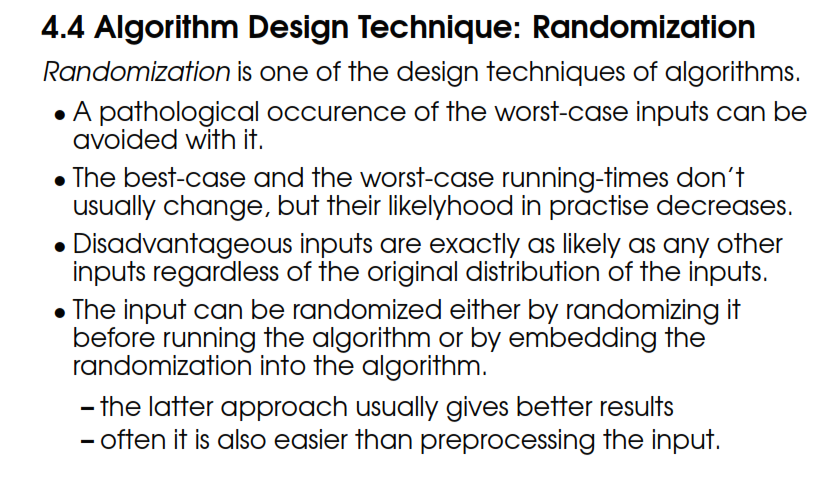 4.4 Algorithm Design Technique: Randomization
Randomization is one of the design techniques of algorithms.
• A pathological occurence of the worst-case inputs can be
avoided with it.
• The best-case and the worst-case running-times don't
usually change, but their likelyhood in practise decreases.
• Disadvantageous inputs are exactly as likely as any other
inputs regardless of the original distribution of the inputs.
• The input can be randomized either by randomizing it
before running the algorithm or by embedding the
randomization into the algorithm.
– the latter approach usually gives better results
– often it is also easier than preprocessing the input.